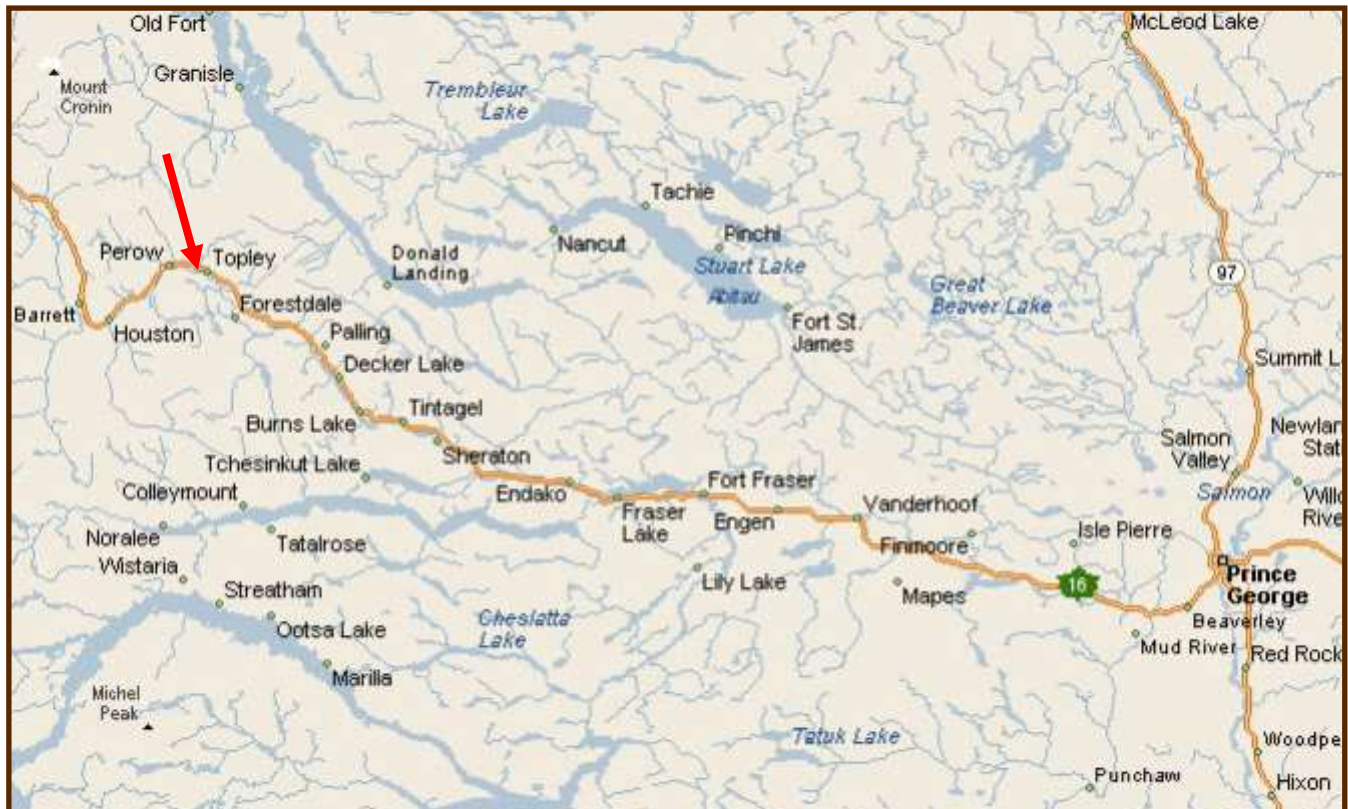 Old Fort
McLeod Lake
Granisle
Mount
Cronin
Trembleur
Lake
Tachie
Perow
Topley
Nancut
Pinchi
Donald
Landing
Stuart Lake
97
Great
Beaver Lake
Barrett
Houston
Forestdale
Fort St.
James
Palling
Decker Lake
Summit L
Burns Lake
Tintagel
Newlan
Stat
Salmon
Valley
Sheraton
Tchesinkut Lake
Salmon
Colleymount
Endako
Fort Fraser
Vanderhoof
Willo
Rive
Fraser
Lake
Engen
Noralee
Tatalrose
Finmoore
Isle Pierre
Wistaria
Lily Lake
Mapes
16
Prince
George
Streatham
Ootsa Lake
Cheslatta
Lake
Beaverley
Mud River
Red Rock
Marilla
Michel
Peak
Tatuk Lake
Woodpe
Punchaw
Hixon